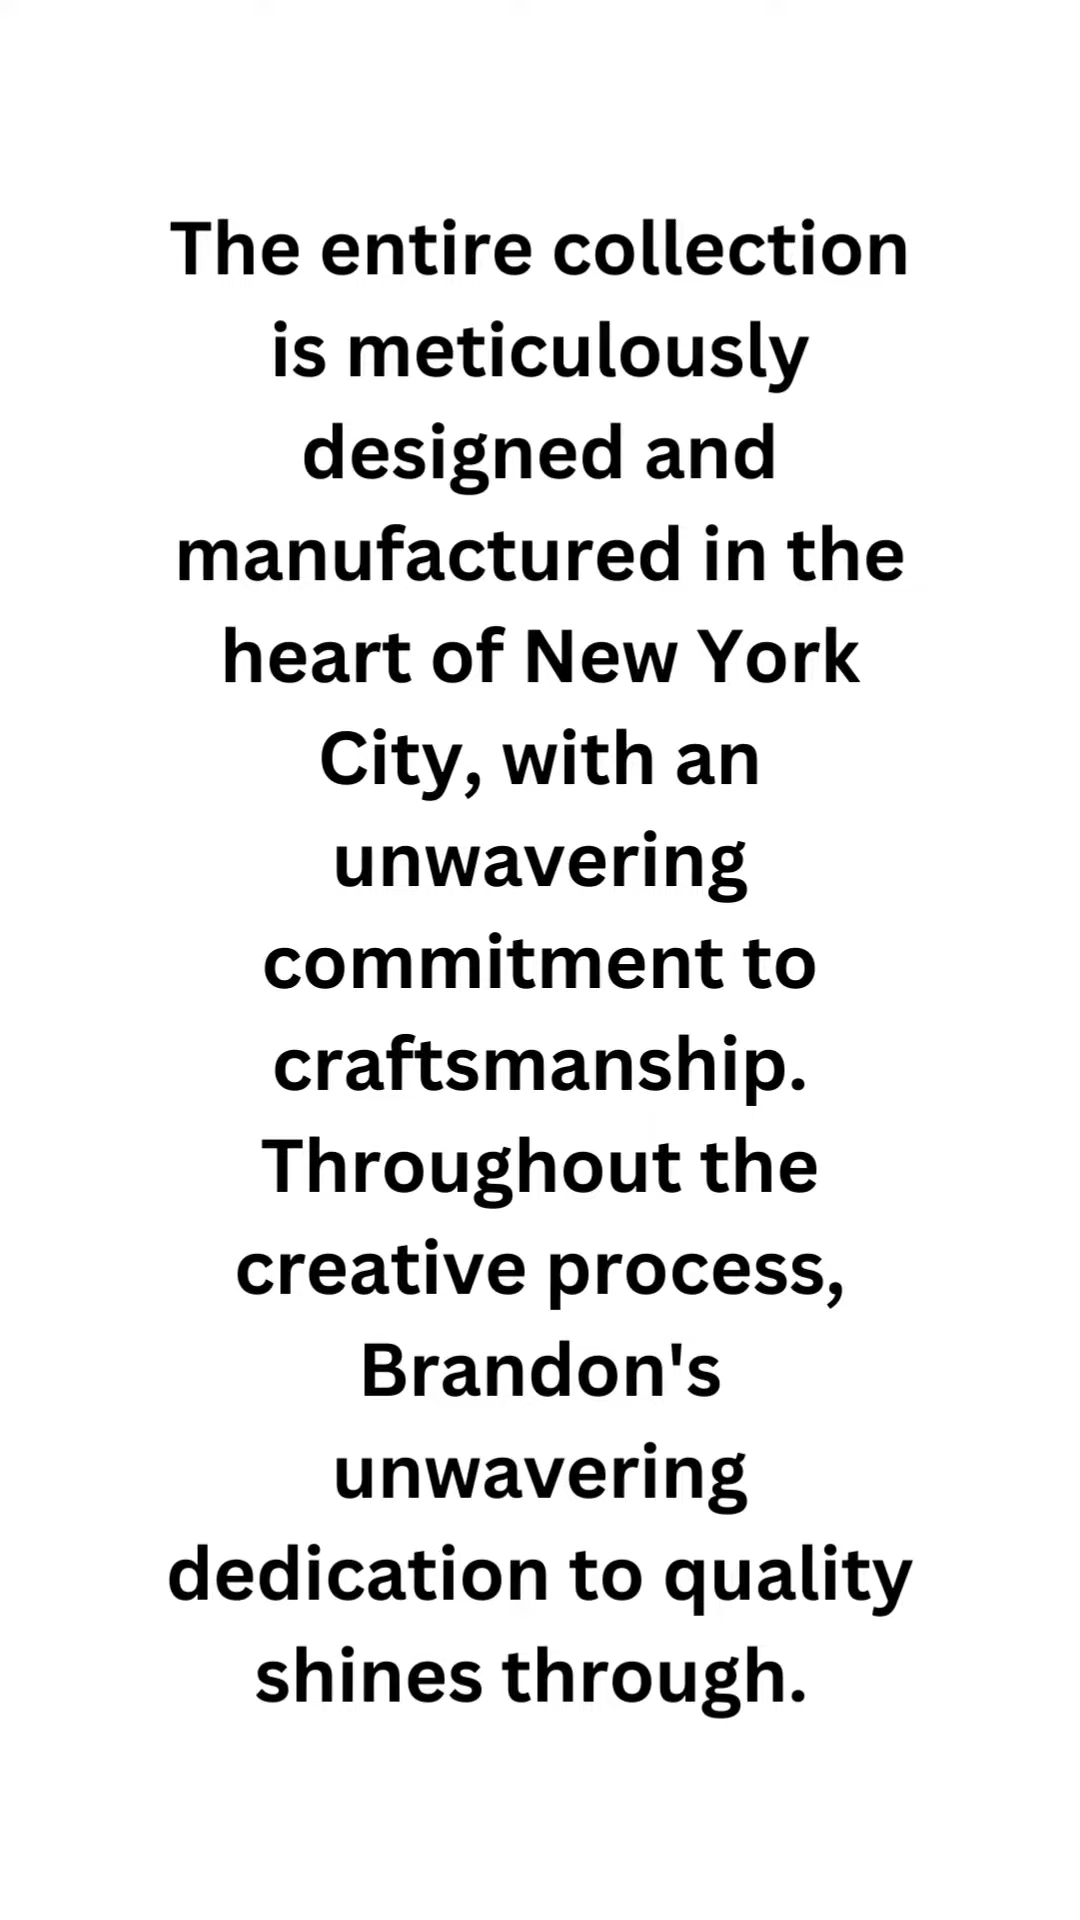 The entire collection
is meticulously
designed and
manufactured in the
heart of New York
City, with an
unwavering
commitment to
craftsmanship.
Throughout the
creative process,
Brandon's
unwavering
dedication to quality
shines through.